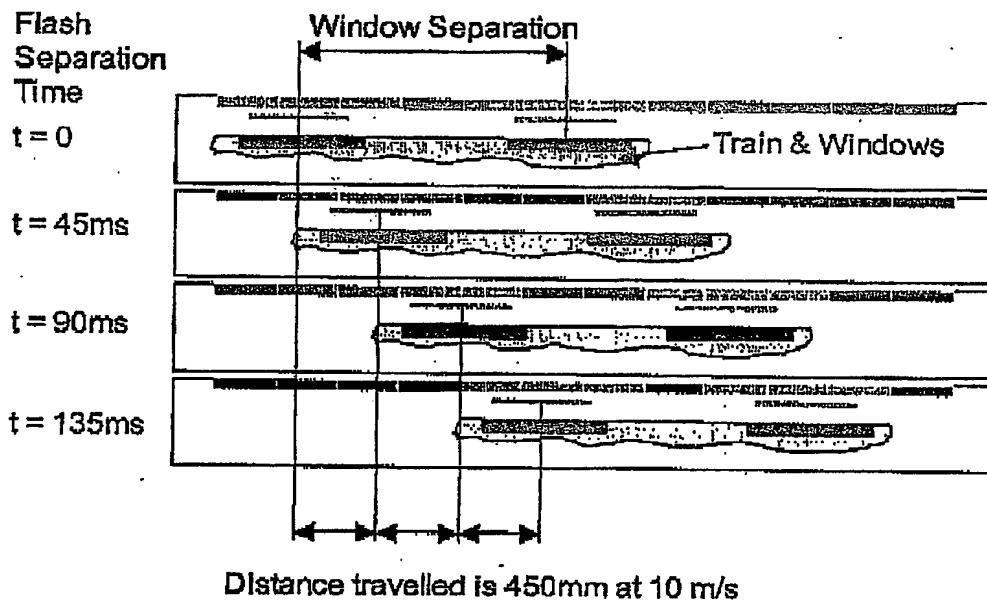 Flash
Separation
Time
Window Separation
t = 0
Train & Windows
t = 45ms
t = 90ms
t = 135ms
Distance travelled is 450mm at 10 m/s